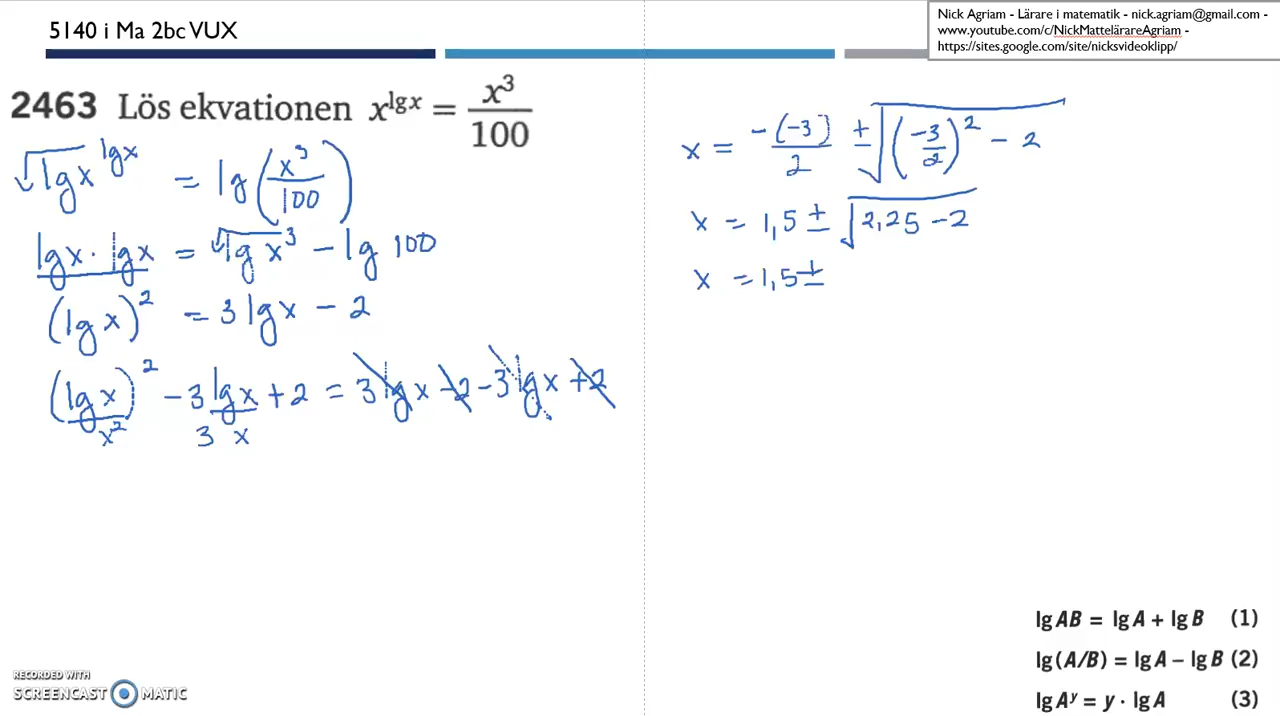 5140 i Ma 2bc VUX
Nick Agriam - Lärare i matematik - nick.agriam@gmail.com -
www.youtube.com/c/NickMattelärareAgriam -
https://sites.google.com/site/nicksvideoklipp/
2463 Lös ekvationen x^(lg x) = x³/100
lg x^(lg x) = lg (x³/100)
lg x · lg x = lg x³ − lg 100
(lg x)² = 3 lg x − 2
(lg x)² − 3 lg x + 2 = 3 lg x − 2 − 3 lg x + 2
x² 3 x
x = −(−3)/2 ± √((−3/2)² − 2)
x = 1,5 ± √(2,25 − 2)
x = 1,5 ±
lg AB = lg A + lg B (1)
lg (A/B) = lg A − lg B (2)
lg A^y = y · lg A (3)
RECORDED WITH
SCREENCAST MATIC